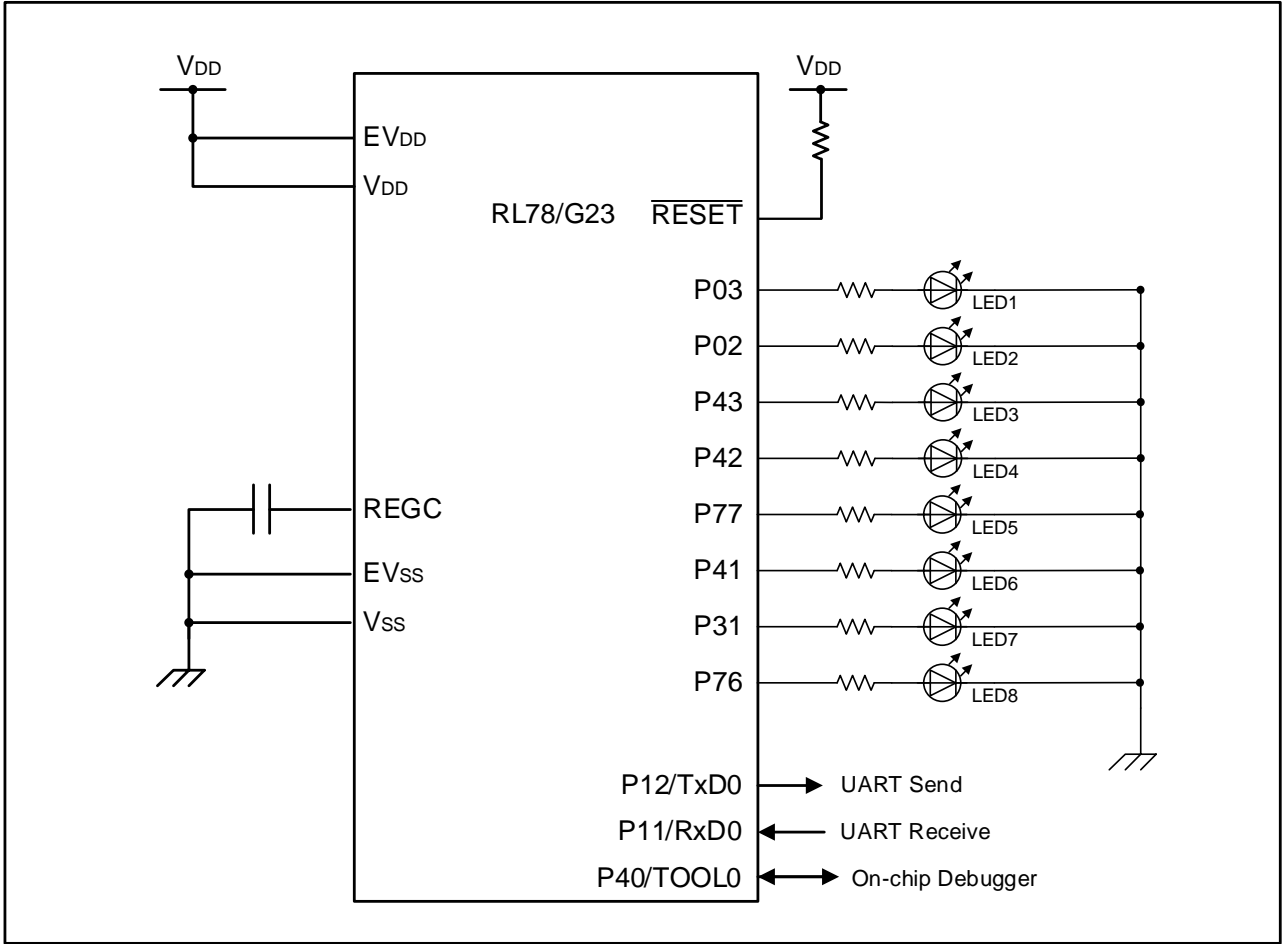 VDD
VDD
EVDD
VDD
RL78/G23
RESET
P03
LED1
P02
LED2
P43
LED3
P42
LED4
REGC
P77
LED5
EVss
P41
LED6
Vss
P31
LED7
P76
LED8
P12/TxD0
UART Send
P11/RxD0
UART Receive
P40/TOOL0
On-chip Debugger